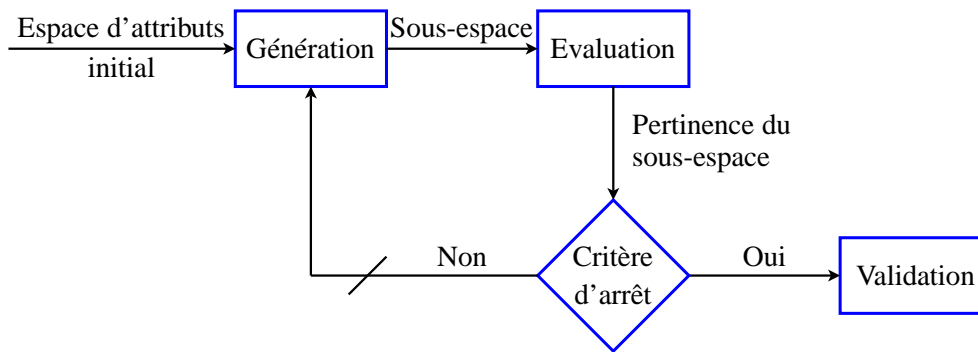 Espace d'attributs
initial
Génération
Sous-espace
Evaluation
Pertinence du
sous-espace
Critère
d'arrêt
Non
Oui
Validation